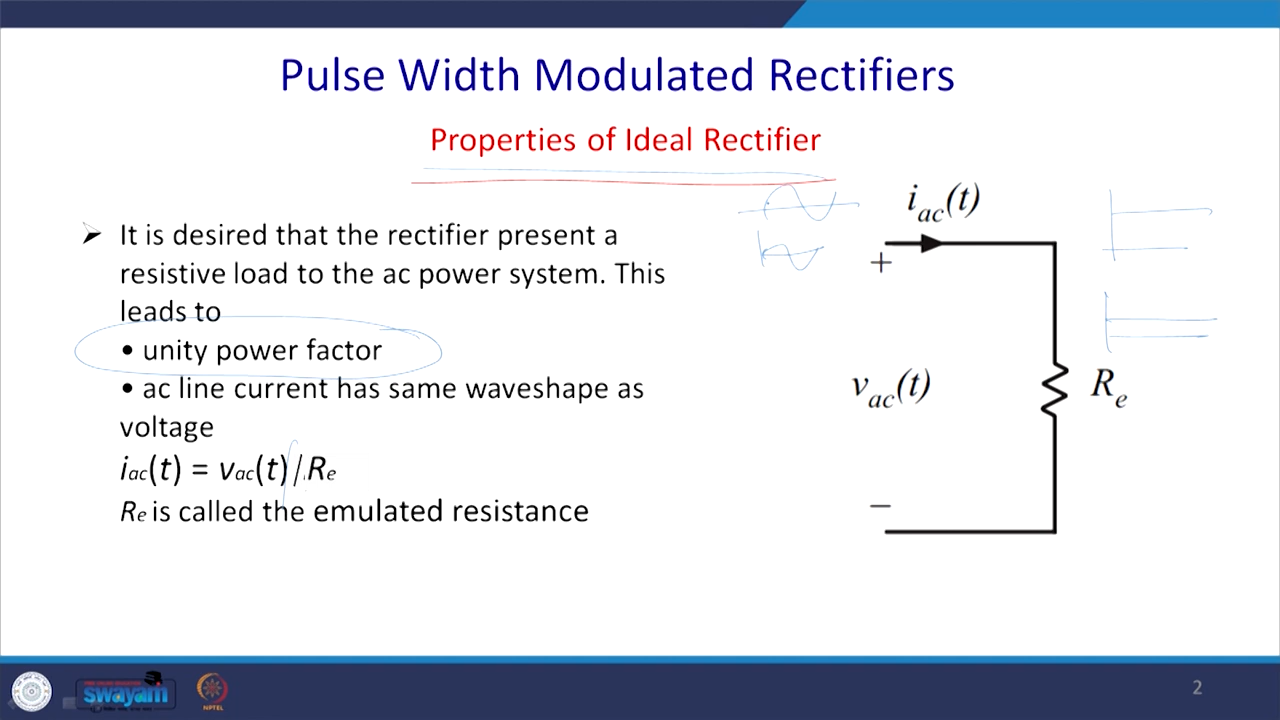 Pulse Width Modulated Rectifiers
Properties of Ideal Rectifier
➤ It is desired that the rectifier present a
resistive load to the ac power system. This
leads to
• unity power factor
• ac line current has same waveshape as
voltage
iac(t) = vac(t)/Re
Re is called the emulated resistance
iac(t)
+
vac(t)
Re
−
swayam
NPTEL
2